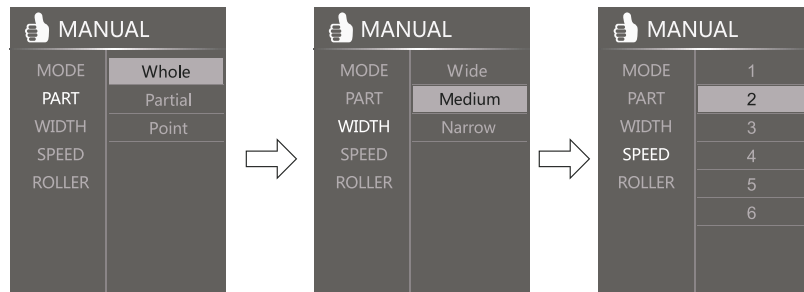 MANUAL
MODE
PART
WIDTH
SPEED
ROLLER
Whole
Partial
Point
MANUAL
MODE
PART
WIDTH
SPEED
ROLLER
Wide
Medium
Narrow
MANUAL
MODE
PART
WIDTH
SPEED
ROLLER
1
2
3
4
5
6